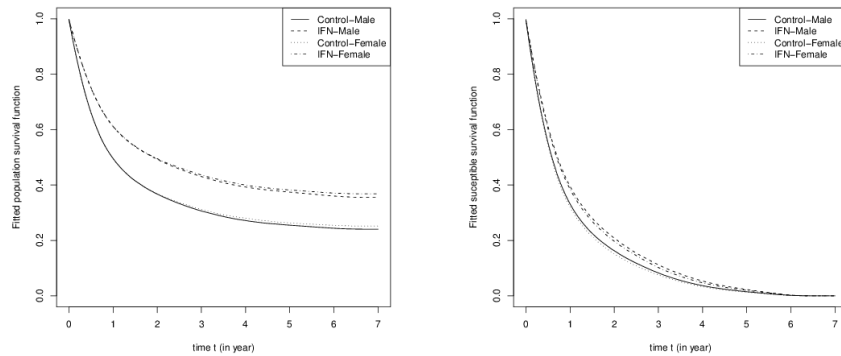 Fitted population survival function
1.0
0.8
0.6
0.4
0.2
0.0
Control−Male
IFN−Male
Control−Female
IFN−Female
0 1 2 3 4 5 6 7
time t (in year)
Fitted suceptible survival function
1.0
0.8
0.6
0.4
0.2
0.0
Control−Male
IFN−Male
Control−Female
IFN−Female
0 1 2 3 4 5 6 7
time t (in year)